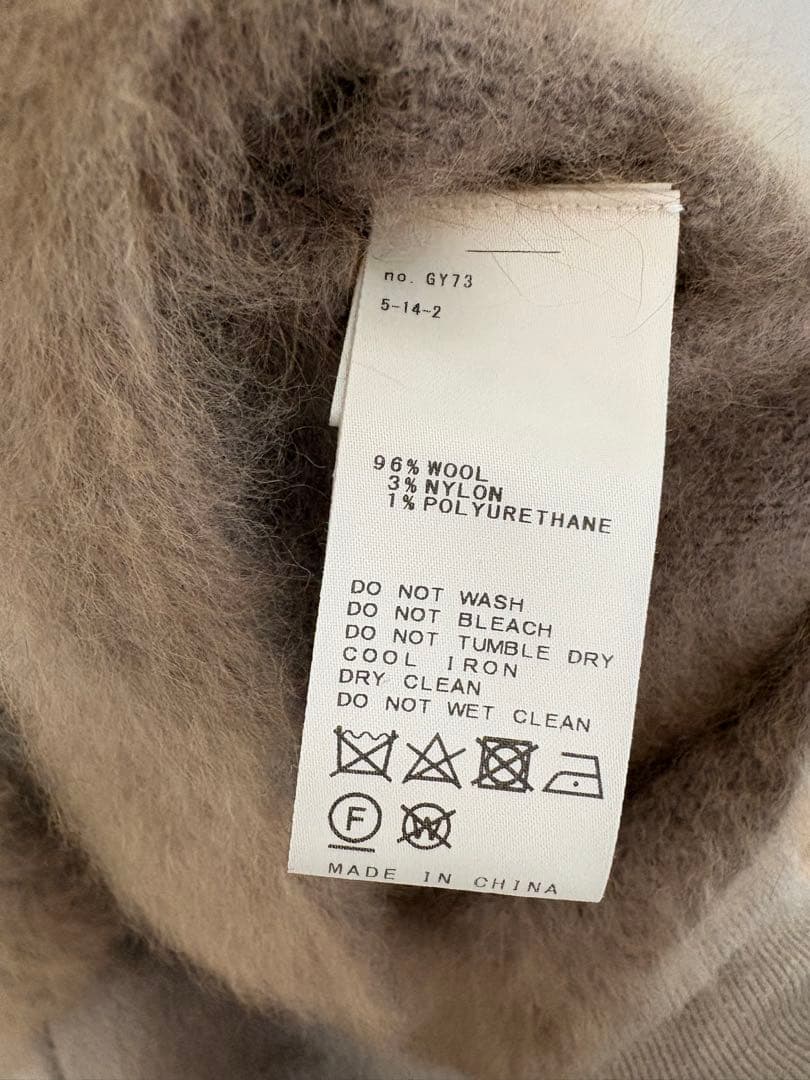 no. GY73
5-14-2
96% WOOL
3% NYLON
1% POLYURETHANE
DO NOT WASH
DO NOT BLEACH
DO NOT TUMBLE DRY
COOL IRON
DRY CLEAN
DO NOT WET CLEAN
F W
MADE IN CHINA